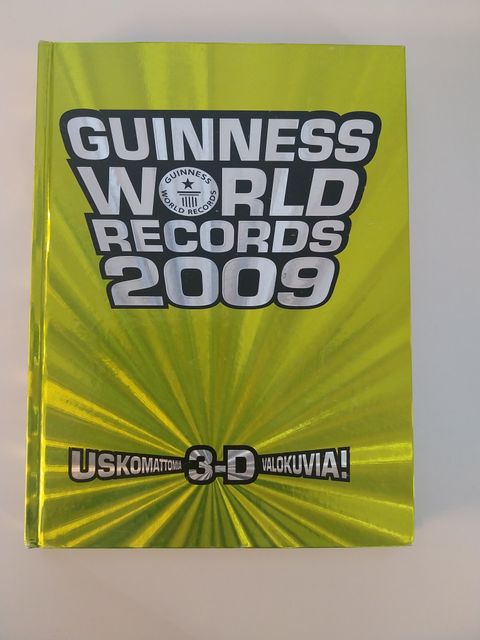 GUINNESS
WORLD
GUINNESS
WORLD RECORDS
RECORDS
2009
USKOMATTOMIA 3-D VALOKUVIA!